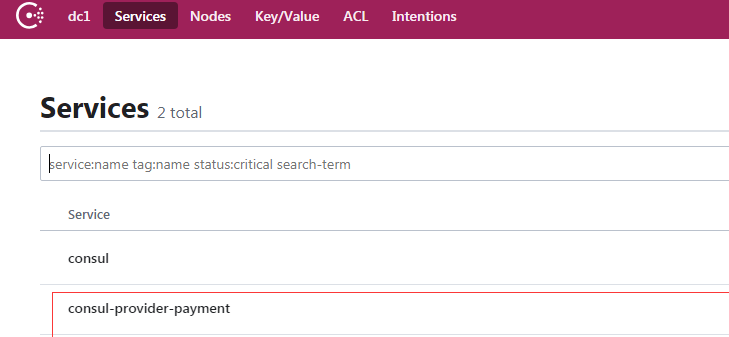 dc1 Services Nodes Key/Value ACL Intentions
Services 2 total
service:name tag:name status:critical search-term
Service
consul
consul-provider-payment